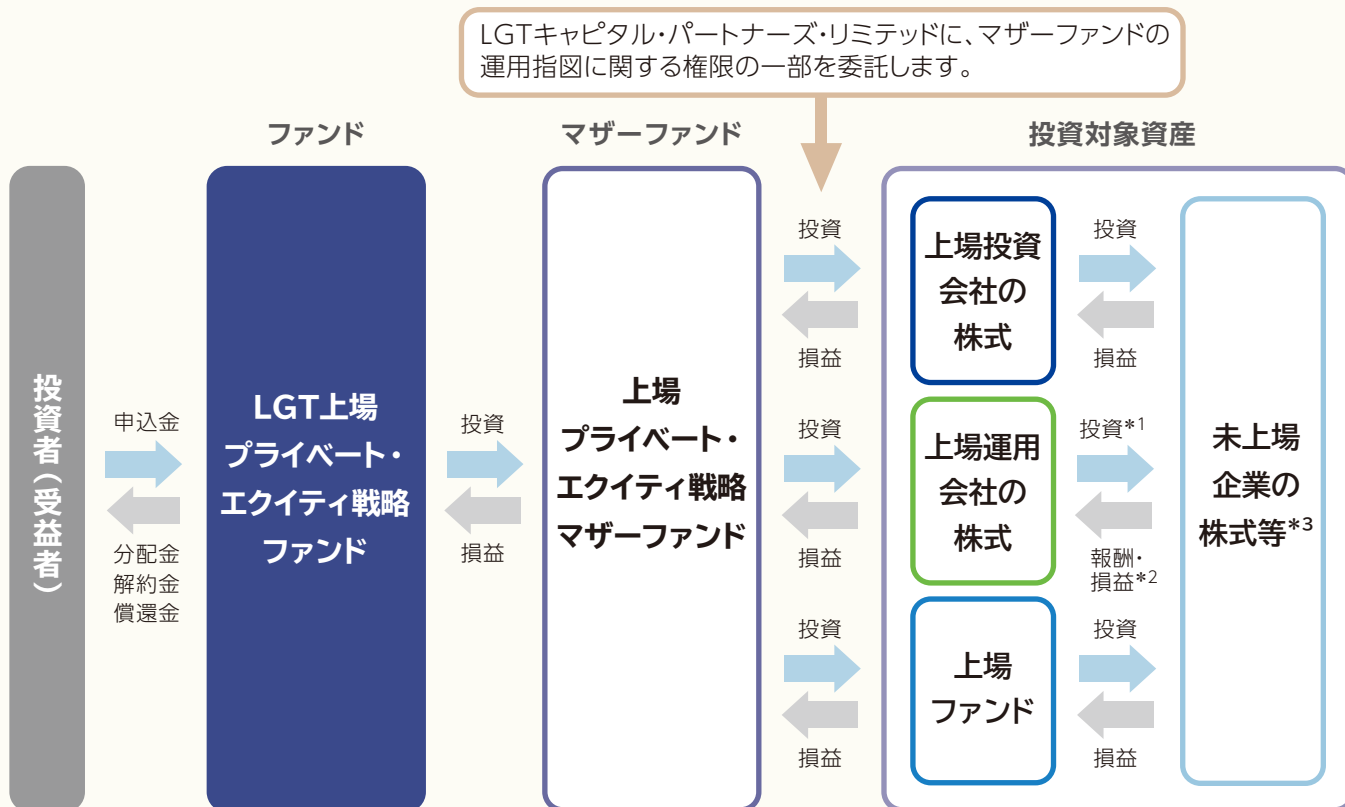 LGTキャピタル・パートナーズ・リミテッドに、マザーファンドの
運用指図に関する権限の一部を委託します。
ファンド
マザーファンド
投資対象資産
投資者(受益者)
申込金
分配金
解約金
償還金
LGT上場
プライベート・
エクイティ戦略
ファンド
投資
損益
上場
プライベート・
エクイティ戦略
マザーファンド
投資
損益
上場投資
会社の
株式
投資
損益
投資
損益
上場運用
会社の
株式
投資*1
報酬・
損益*2
投資
損益
上場
ファンド
投資
損益
未上場
企業の
株式等*3